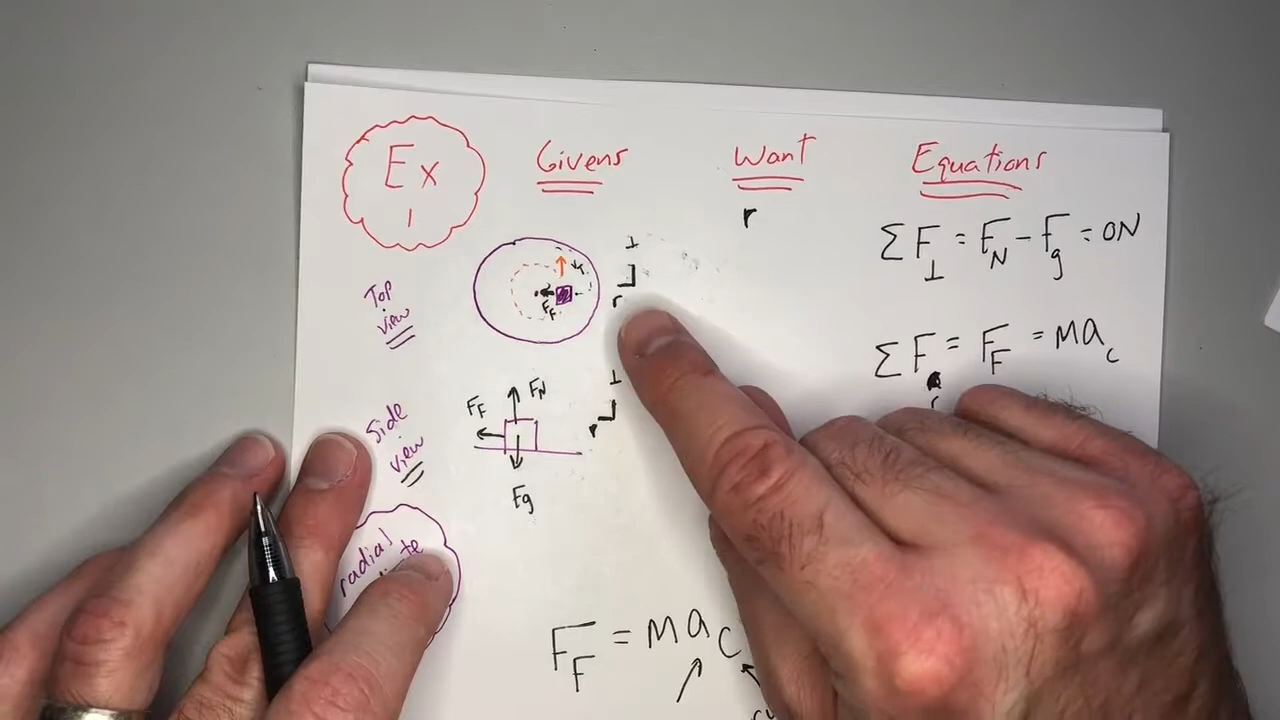 Ex
1
Givens
Want
Equations
r
ΣF⊥ = FN - Fg = 0N
Top
view
⊥
r
FF
r
ΣFr = FF = mac
Side
view
FN
FF
Fg
⊥
r
radial
FF = mac